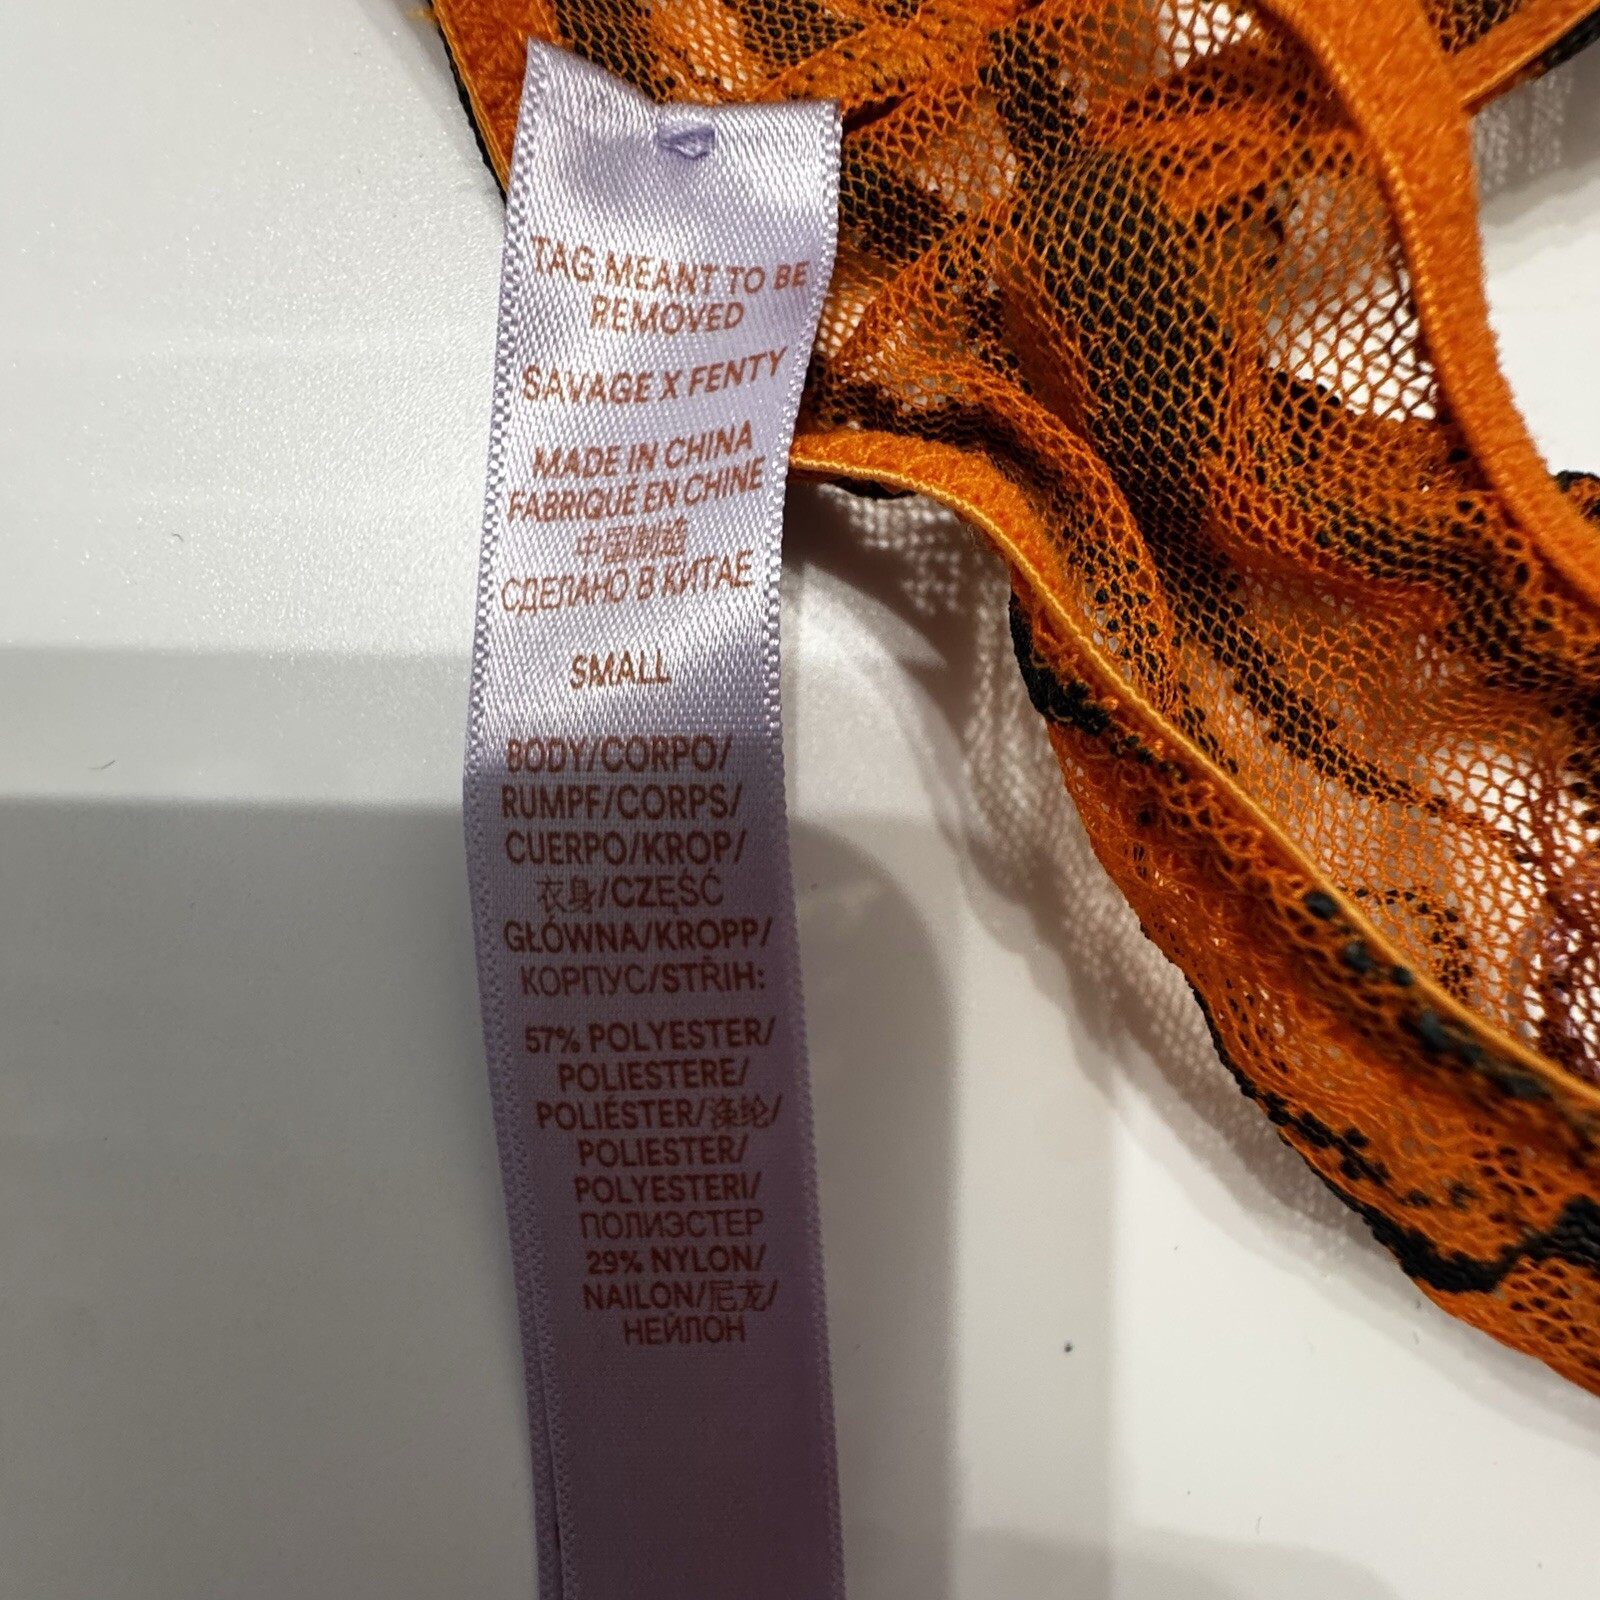 TAG MEANT TO BE
REMOVED
SAVAGE X FENTY
MADE IN CHINA
FABRIQUÉ EN CHINE
中国制造
СДЕЛАНО В КИТАЕ
SMALL
BODY/CORPO/
RUMPF/CORPS/
CUERPO/KROP/
衣身/CZĘŚĆ
GŁÓWNA/KROPP/
КОРПУС/STŘIH:
57% POLYESTER/
POLIESTERE/
POLIÉSTER/涤纶/
POLIESTER/
POLYESTERI/
ПОЛИЭСТЕР
29% NYLON/
NAILON/尼龙/
НЕЙЛОН